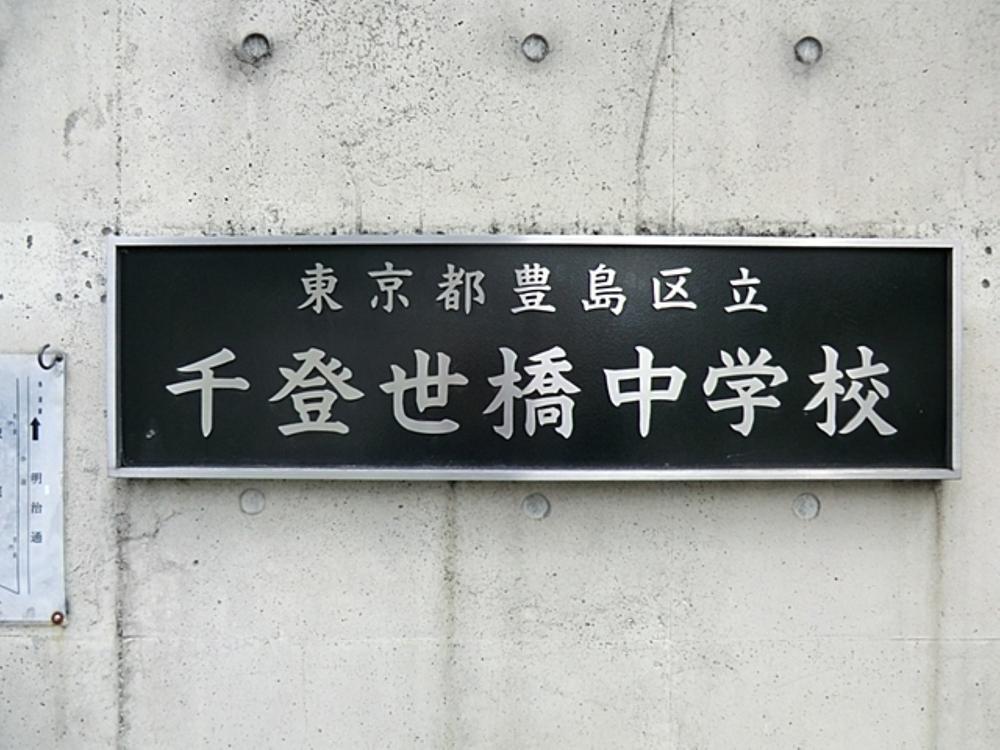 東京都豊島区立
千登世橋中学校
明治通